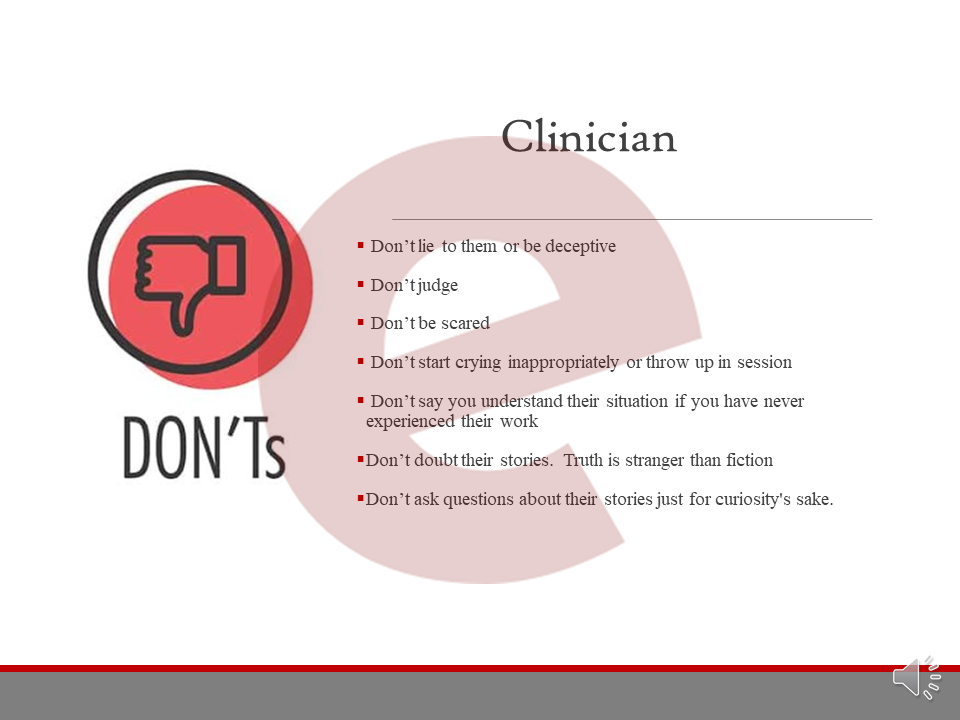 Clinician
Don’t lie to them or be deceptive
Don’t judge
Don’t be scared
Don’t start crying inappropriately or throw up in session
Don’t say you understand their situation if you have never
experienced their work
Don’t doubt their stories.  Truth is stranger than fiction
Don’t ask questions about their stories just for curiosity's sake.
DON’Ts
e